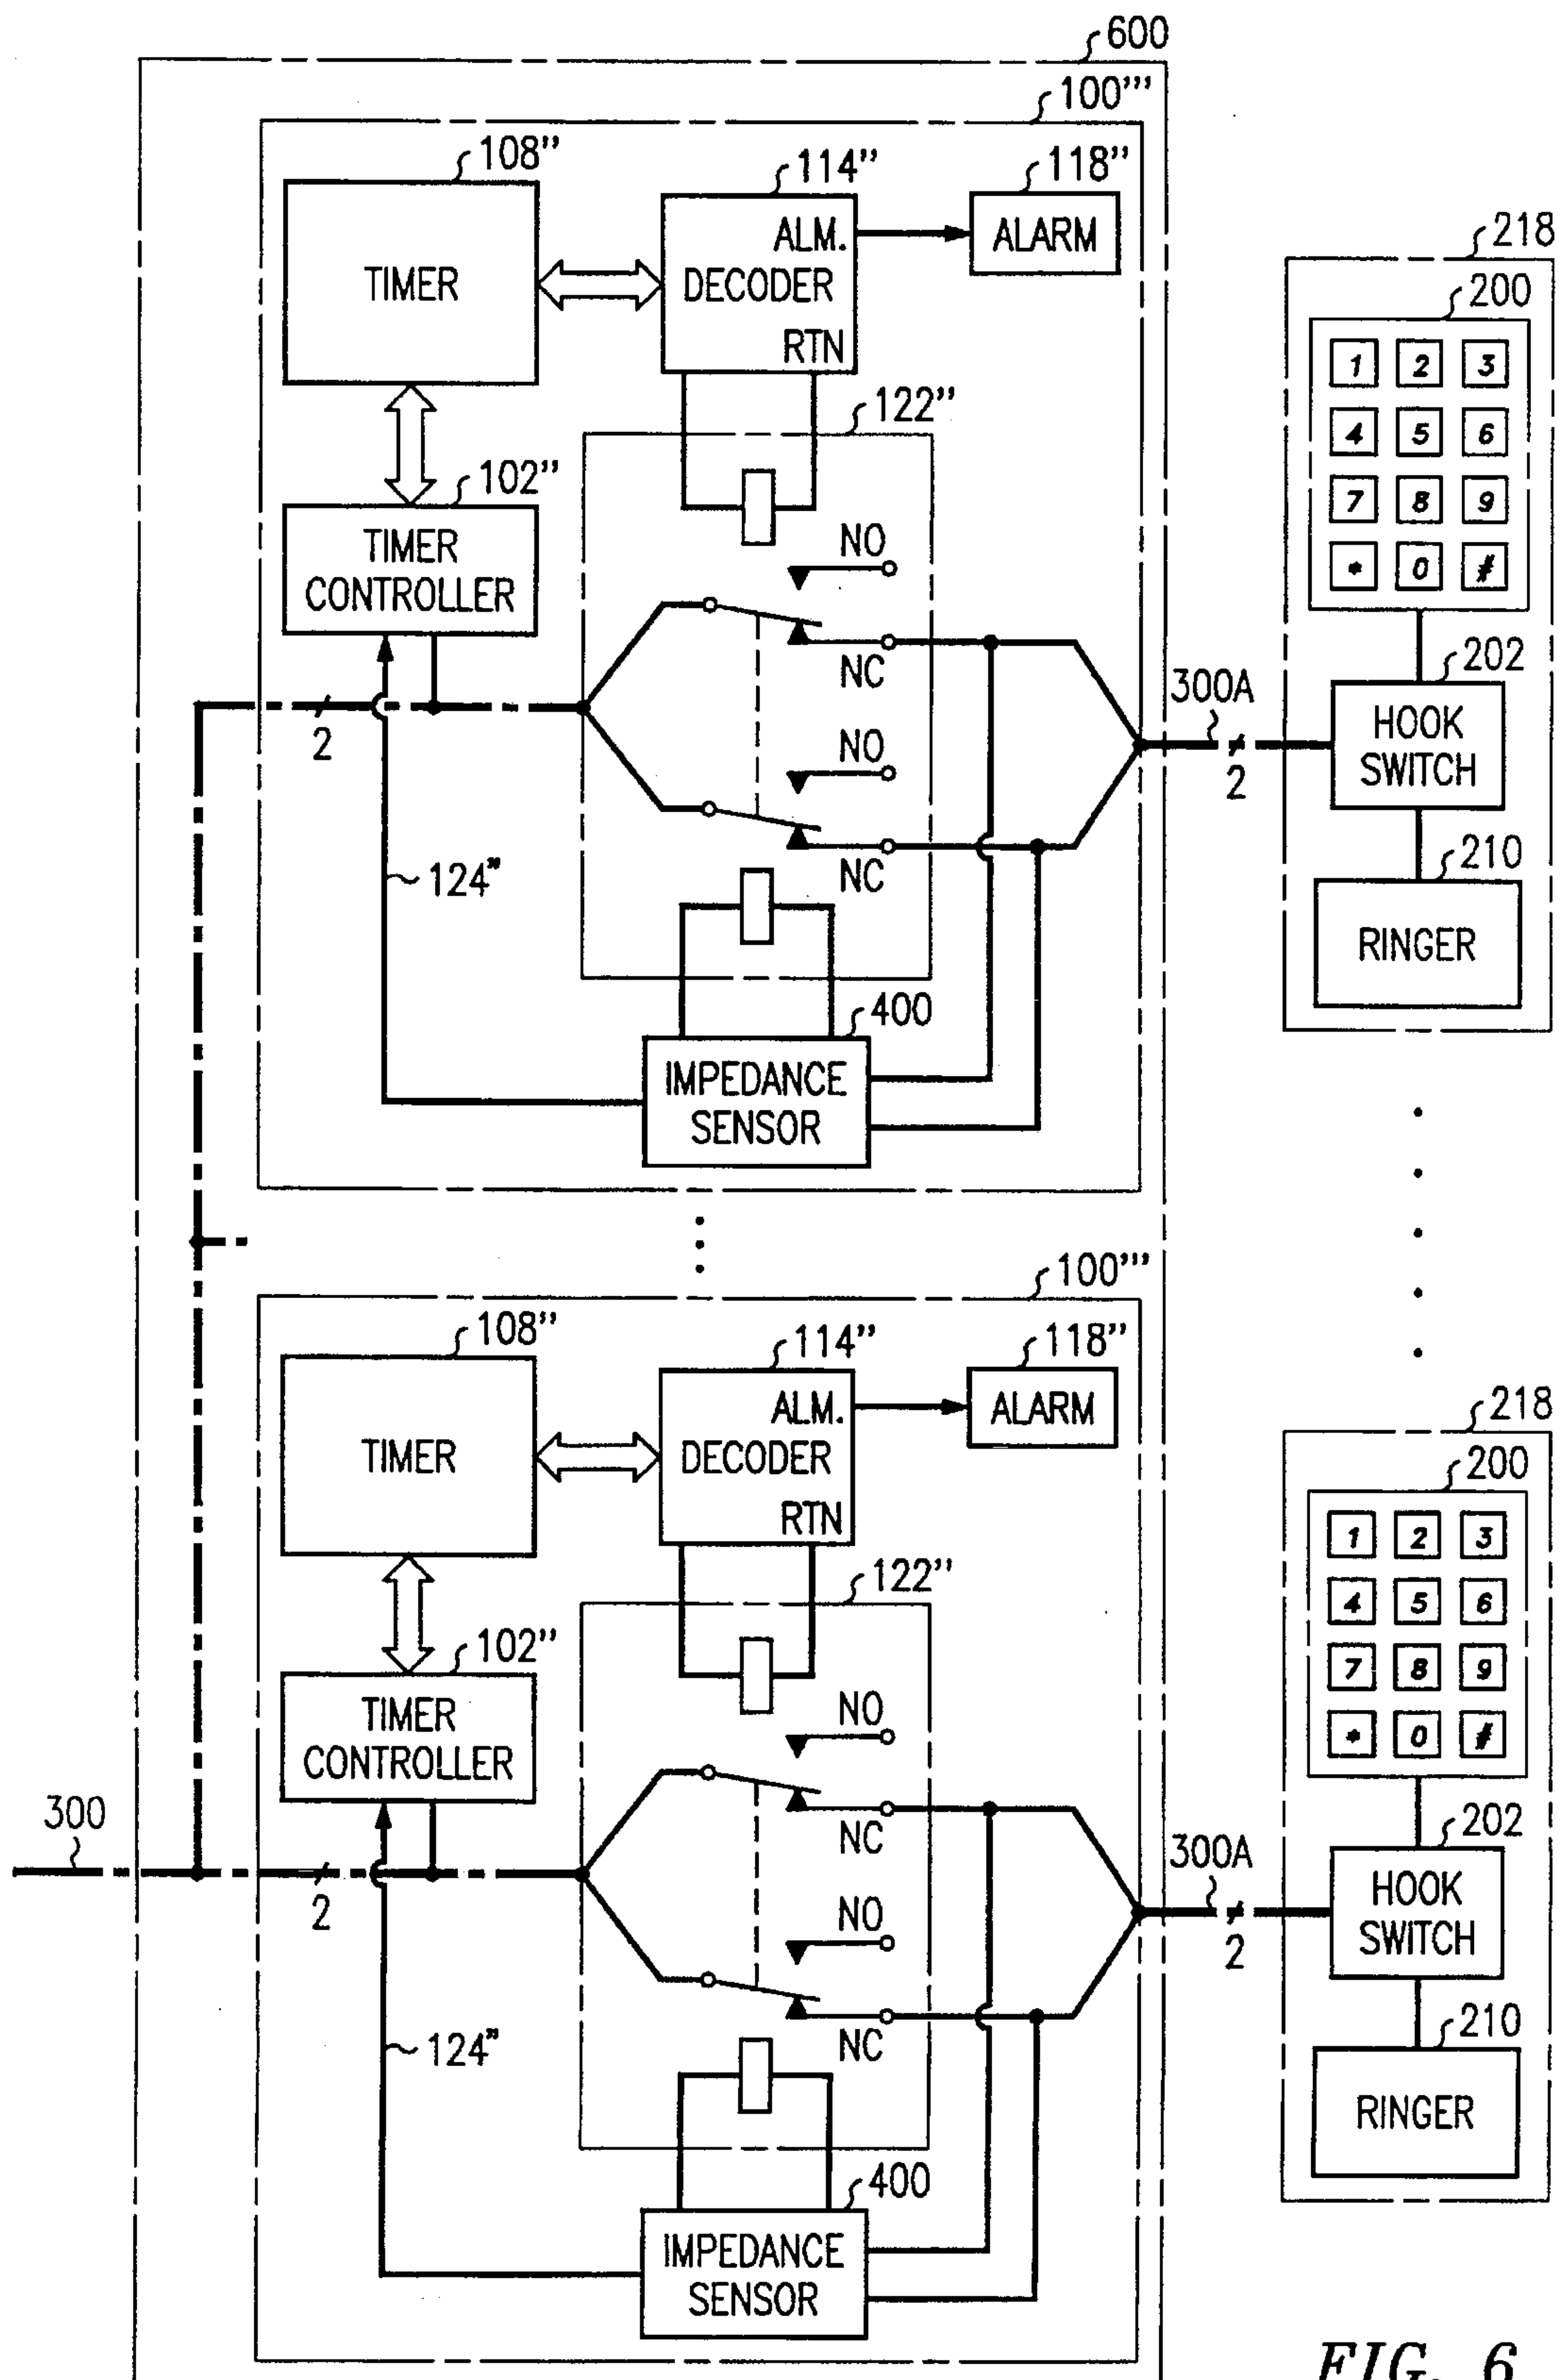 600
100'''
108''
114''
118''
TIMER
ALM.
DECODER
RTN
ALARM
218
200
1 2 3
4 5 6
7 8 9
* 0 #
102''
TIMER
CONTROLLER
122''
NO
NC
NO
NC
2
300A
2
202
HOOK
SWITCH
210
RINGER
124''
400
IMPEDANCE
SENSOR
100'''
108''
114''
118''
TIMER
ALM.
DECODER
RTN
ALARM
218
200
1 2 3
4 5 6
7 8 9
* 0 #
102''
TIMER
CONTROLLER
122''
NO
NC
NO
NC
300
2
300A
2
202
HOOK
SWITCH
210
RINGER
124''
400
IMPEDANCE
SENSOR
FIG. 6